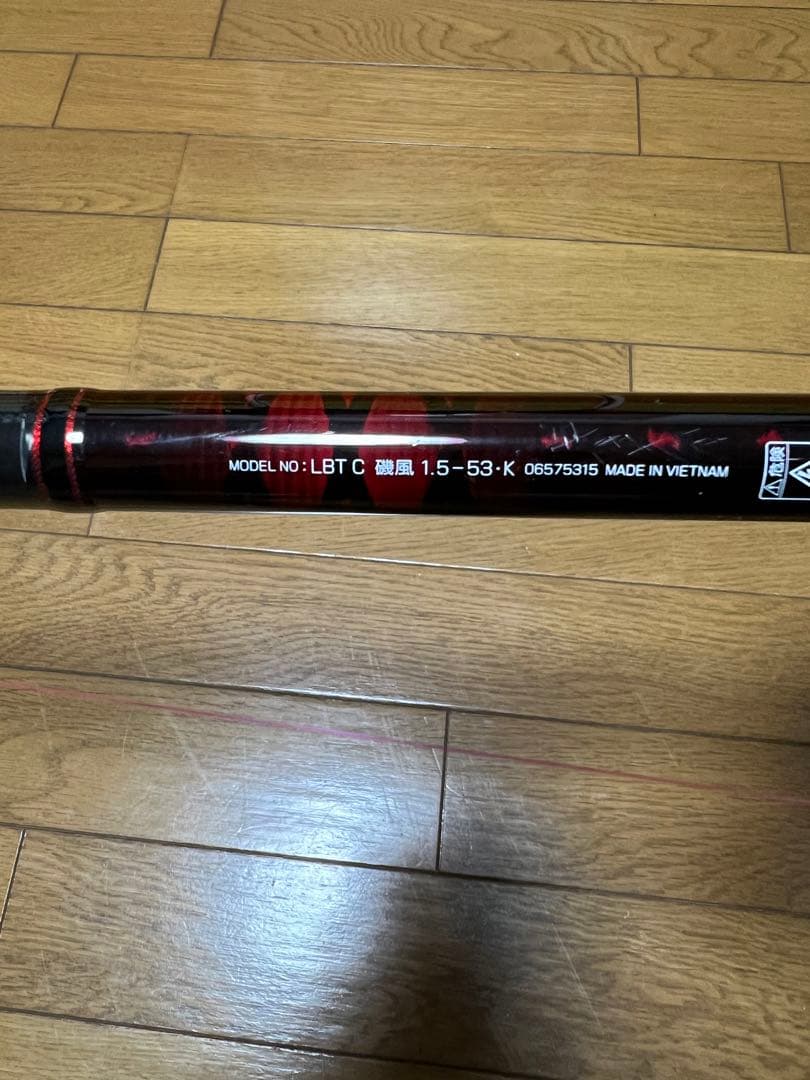 MODEL NO : LBT C 磯風 1.5-53·K 06575315 MADE IN VIETNAM
危険